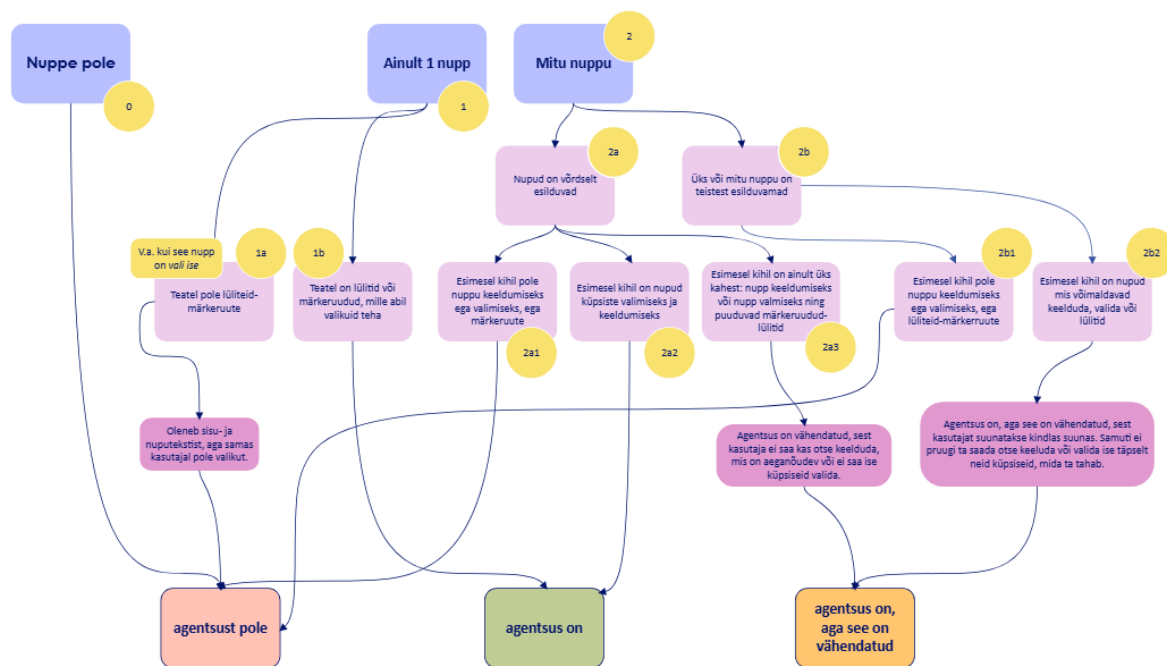 Nuppe pole
0
Ainult 1 nupp
1
Mitu nuppu
2
Nupud on võrdselt
esilduvad
2a
Üks või mitu nuppu on
teistest esilduvamad
2b
V.a. kui see nupp
on vali ise
1a
Teatel pole lüliteid-
märkeruute
1b
Teatel on lülitid või
märkeruudud, mille abil
valikuid teha
Esimesel kihil pole
nuppu keeldumiseks
ega valimiseks, ega
märkeruute
2a1
Esimesel kihil on nupud
küpsiste valimiseks ja
keeldumiseks
2a2
Esimesel kihil on ainult üks
kahest: nupp keeldumiseks
või nupp valmiseks ning
puuduvad märkeruudud-
lülitid
2a3
2b1
Esimesel kihil pole
nuppu keeldumiseks
ega valimiseks, ega
lüliteid-märkerruute
2b2
Esimesel kihil on nupud
mis võimaldavad
keelduda, valida või
lülitid
Oleneb sisu- ja
nuputekstist, aga samas
kasutajal pole valikut.
Agentsus on vähendatud, sest
kasutaja ei saa kas otse keelduda,
mis on aeganõudev või ei saa ise
küpsiseid valida.
Agentsus on, aga see on vähendatud, sest
kasutajat suunatakse kindlas suunas. Samuti ei
pruugi ta saada otse keeluda või valida ise täpselt
neid küpsiseid, mida ta tahab.
agentsust pole
agentsus on
agentsus on,
aga see on
vähendatud